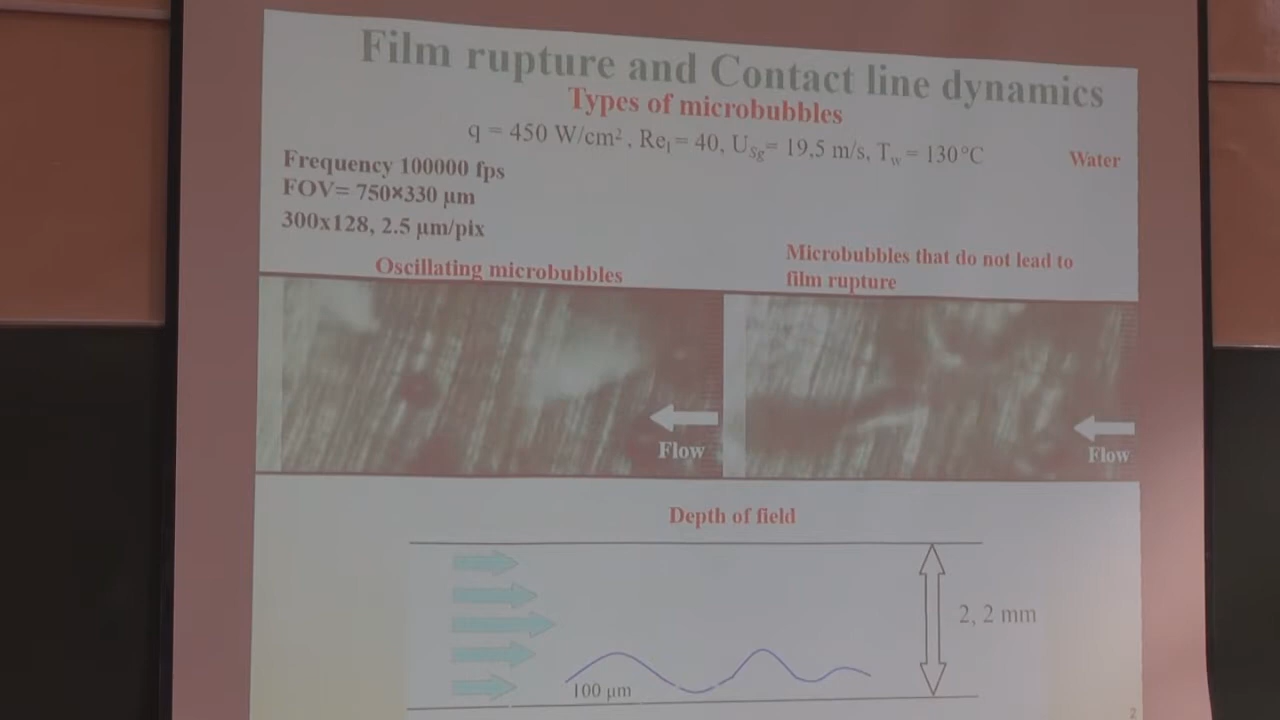 Film rupture and Contact line dynamics
Types of microbubbles
q = 450 W/cm², Reₗ = 40, U_Sg = 19,5 m/s, T_w = 130°C
Water
Frequency 100000 fps
FOV= 750×330 µm
300x128, 2.5 µm/pix
Oscillating microbubbles
Microbubbles that do not lead to
film rupture
Flow
Flow
Depth of field
2, 2 mm
100 µm
2